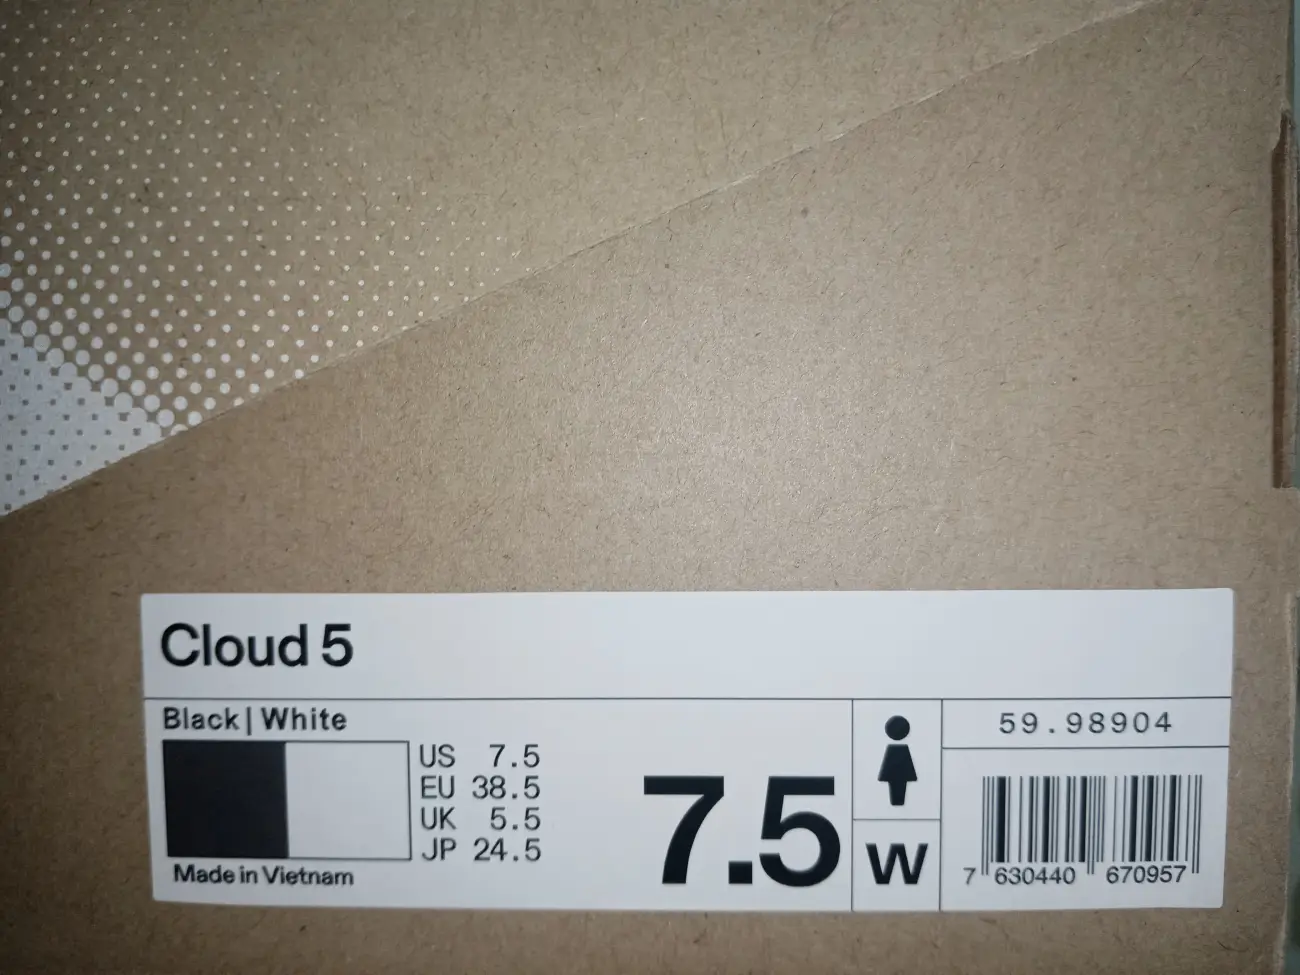 Cloud 5
Black | White
US 7.5
EU 38.5
UK 5.5
JP 24.5
Made in Vietnam
7.5
W
59.98904
7 630440 670957